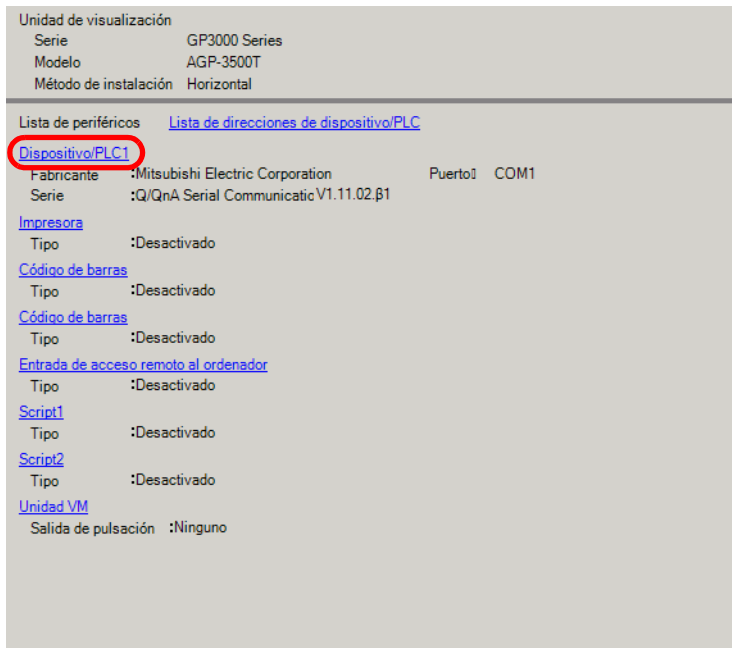 Unidad de visualización
Serie GP3000 Series
Modelo AGP-3500T
Método de instalación Horizontal
Lista de periféricos Lista de direcciones de dispositivo/PLC
Dispositivo/PLC1
Fabricante :Mitsubishi Electric Corporation Puerto COM1
Serie :Q/QnA Serial Communicatic V1.11.02.β1
Impresora
Tipo :Desactivado
Código de barras
Tipo :Desactivado
Código de barras
Tipo :Desactivado
Entrada de acceso remoto al ordenador
Tipo :Desactivado
Script1
Tipo :Desactivado
Script2
Tipo :Desactivado
Unidad VM
Salida de pulsación :Ninguno